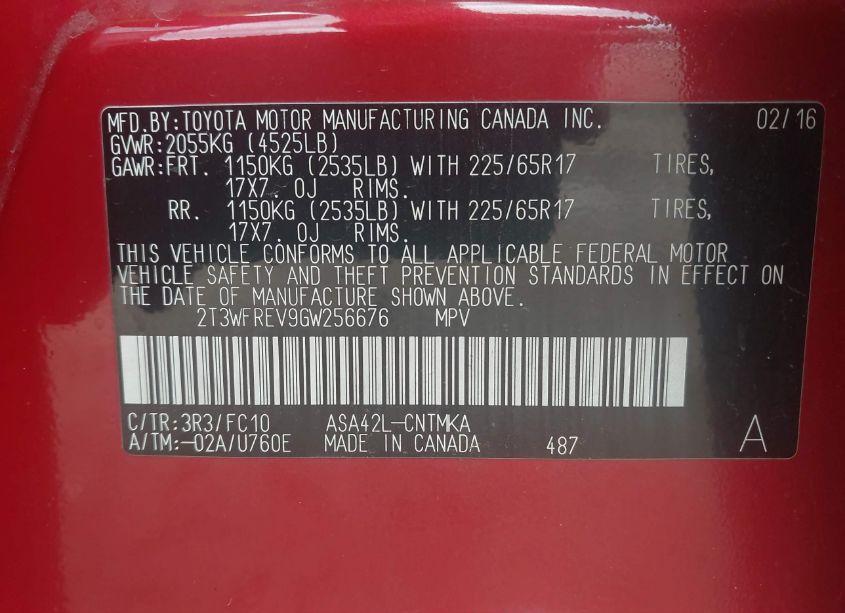 MFD.BY:TOYOTA MOTOR MANUFACTURING CANADA INC. 02/16
GVWR:2055KG (4525LB)
GAWR:FRT. 1150KG (2535LB) WITH 225/65R17 TIRES,
17X7. 0J RIMS.
RR. 1150KG (2535LB) WITH 225/65R17 TIRES,
17X7. 0J RIMS.
THIS VEHICLE CONFORMS TO ALL APPLICABLE FEDERAL MOTOR
VEHICLE SAFETY AND THEFT PREVENTION STANDARDS IN EFFECT ON
THE DATE OF MANUFACTURE SHOWN ABOVE.
2T3WFREV9GW256676 MPV
C/TR:3R3/FC10 ASA42L-CNTMKA
A/TM:-02A/U760E MADE IN CANADA 487 A